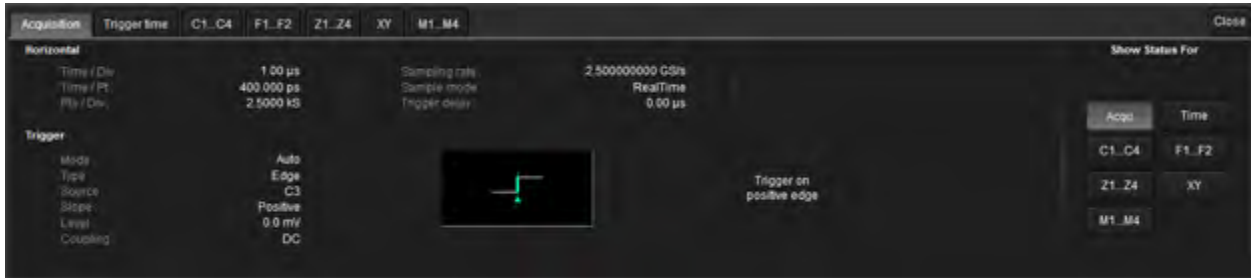 Acquisition Trigger time C1...C4 F1...F2 Z1...Z4 XY M1...M4 Close
Horizontal Show Status For
Time / Div 1.00 µs Sampling rate 2.500000000 GS/s
Time / Pt 400.000 ps Sample mode RealTime
Pts / Div. 2.5000 kS Trigger delay 0.00 µs
Acqu. Time
Trigger
Mode Auto
C1...C4 F1...F2
Type Edge
Source C3
Trigger on
positive edge
Z1...Z4 XY
Slope Positive
Level 0.0 mV
M1...M4
Coupling DC